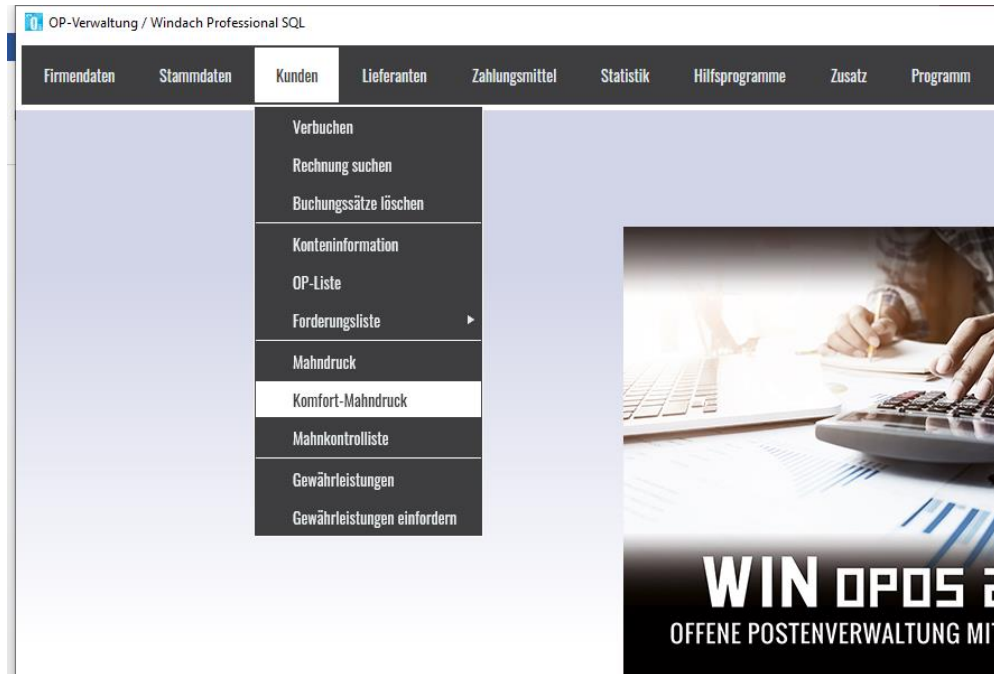 OP-Verwaltung / Windach Professional SQL
Firmendaten Stammdaten Kunden Lieferanten Zahlungsmittel Statistik Hilfsprogramme Zusatz Programm
Verbuchen
Rechnung suchen
Buchungssätze löschen
Konteninformation
OP-Liste
Forderungsliste
Mahndruck
Komfort-Mahndruck
Mahnkontrolliste
Gewährleistungen
Gewährleistungen einfordern
WIN OPOS
OFFENE POSTENVERWALTUNG MIT